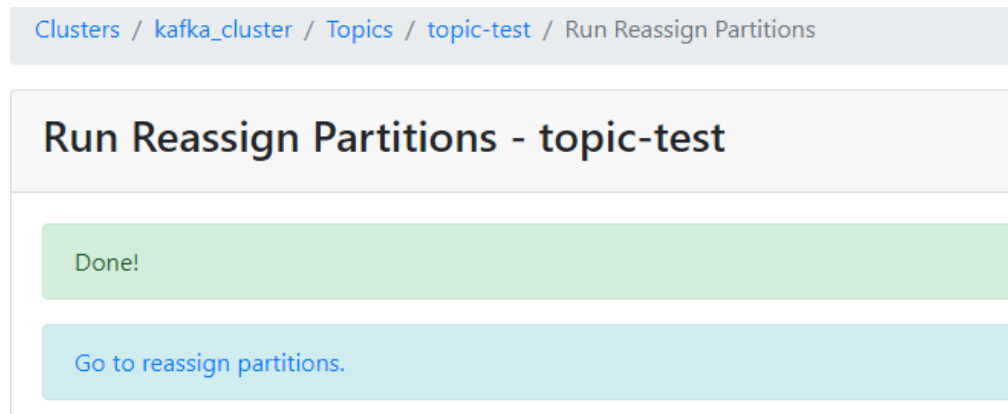 Clusters / kafka_cluster / Topics / topic-test / Run Reassign Partitions
Run Reassign Partitions - topic-test
Done!
Go to reassign partitions.